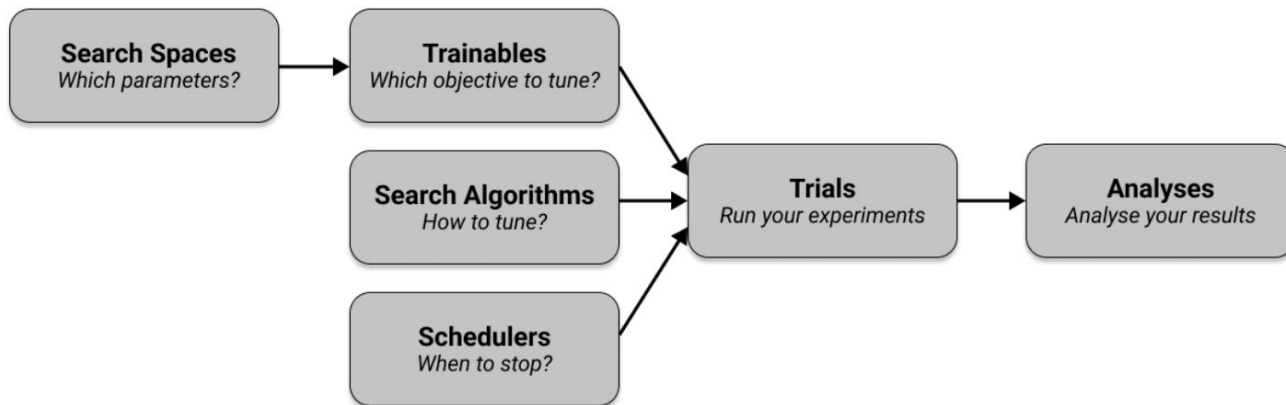 Search Spaces
Which parameters?
Trainables
Which objective to tune?
Search Algorithms
How to tune?
Schedulers
When to stop?
Trials
Run your experiments
Analyses
Analyse your results